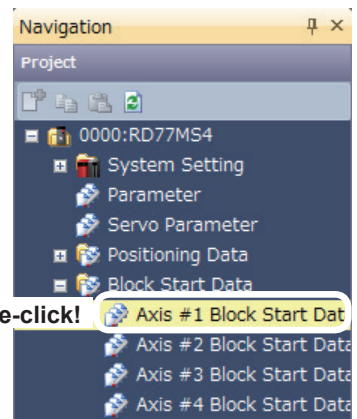 Navigation
Project
0000:RD77MS4
System Setting
Parameter
Servo Parameter
Positioning Data
Block Start Data
e-click! Axis #1 Block Start Dat
Axis #2 Block Start Data
Axis #3 Block Start Data
Axis #4 Block Start Data